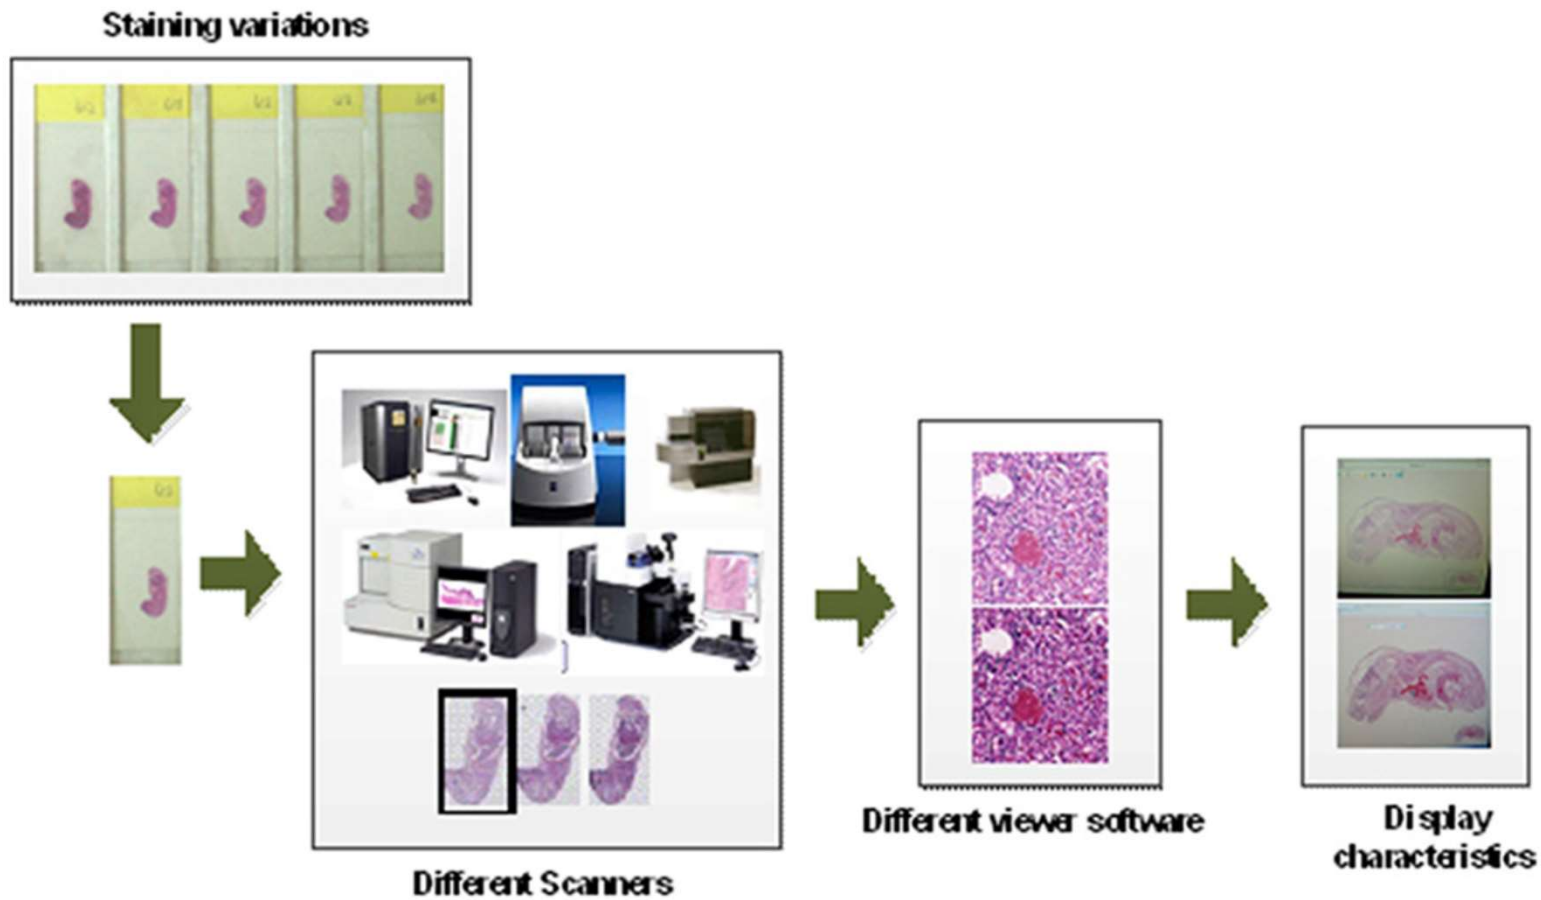 Staining variations
Different Scanners
Different viewer software
Display
characteristics